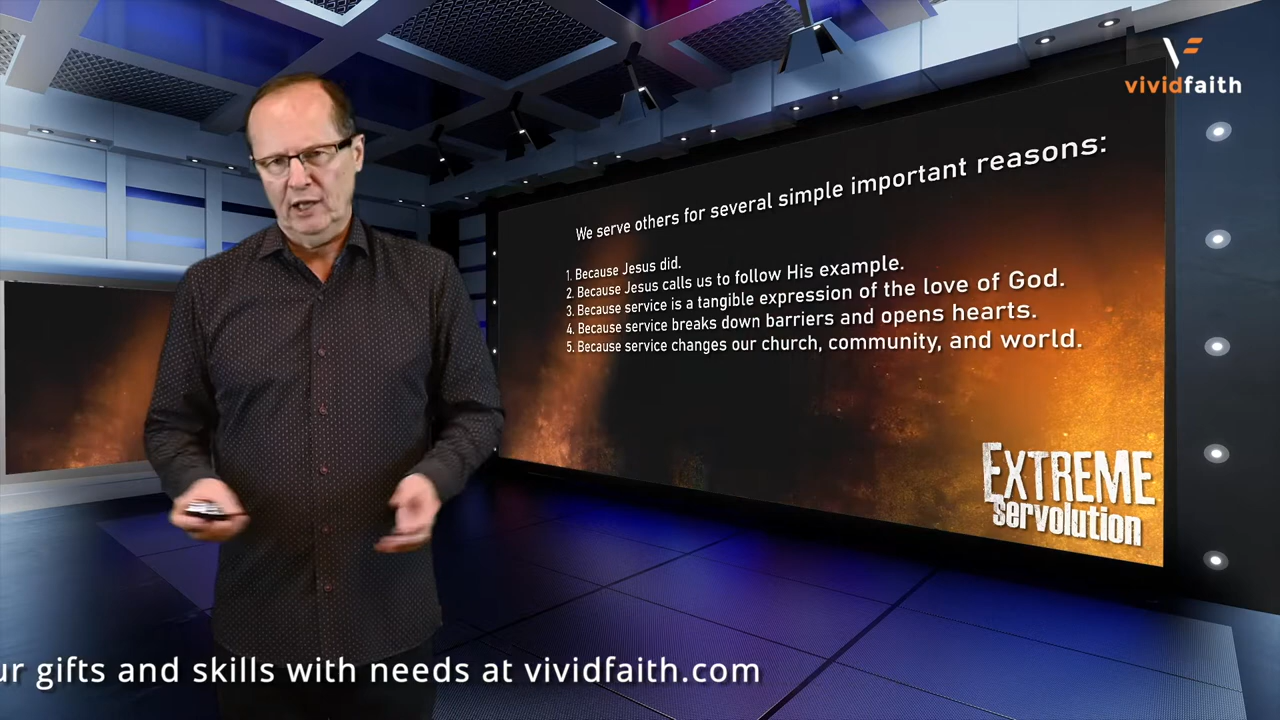 VF
vividfaith
We serve others for several simple important reasons:
1. Because Jesus did.
2. Because Jesus calls us to follow His example.
3. Because service is a tangible expression of the love of God.
4. Because service breaks down barriers and opens hearts.
5. Because service changes our church, community, and world.
EXTREME
servolution
ur gifts and skills with needs at vividfaith.com